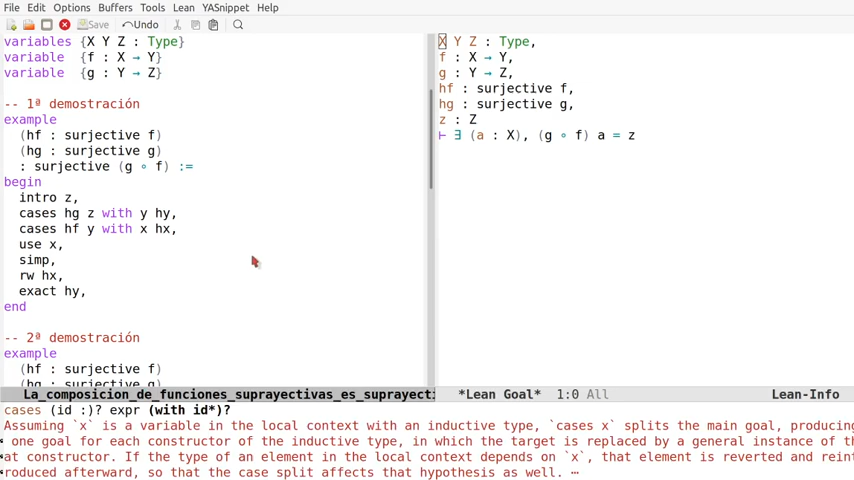 File Edit Options Buffers Tools Lean YASnippet Help
Save Undo
variables {X Y Z : Type}
variable  {f : X → Y}
variable  {g : Y → Z}
-- 1ª demostración
example
  (hf : surjective f)
  (hg : surjective g)
  : surjective (g ∘ f) :=
begin
  intro z,
  cases hg z with y hy,
  cases hf y with x hx,
  use x,
  simp,
  rw hx,
  exact hy,
end
-- 2ª demostración
example
  (hf : surjective f)
  (hg : surjective g)
La_composicion_de_funciones_suprayectivas_es_suprayecti
X Y Z : Type,
f : X → Y,
g : Y → Z,
hf : surjective f,
hg : surjective g,
z : Z
⊢ ∃ (a : X), (g ∘ f) a = z
*Lean Goal*  1:0 All Lean-Info
cases (id :)? expr (with id*)?
Assuming `x` is a variable in the local context with an inductive type, `cases x` splits the main goal, producing
one goal for each constructor of the inductive type, in which the target is replaced by a general instance of th
at constructor. If the type of an element in the local context depends on `x`, that element is reverted and rein
roduced afterward, so that the case split affects that hypothesis as well. ⋯